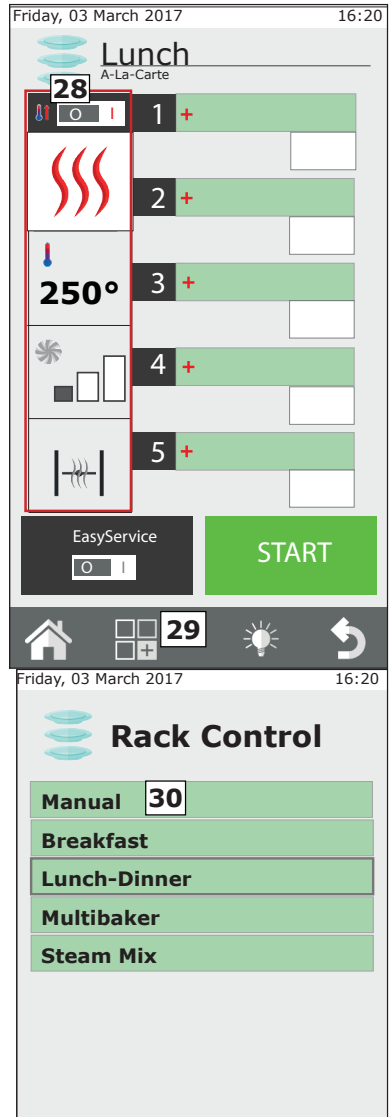 Friday, 03 March 2017 16:20
Lunch
A-La-Carte
28
O I
1 +
2 +
250°
3 +
4 +
5 +
EasyService
O I
START
29
Friday, 03 March 2017 16:20
Rack Control
Manual 30
Breakfast
Lunch-Dinner
Multibaker
Steam Mix